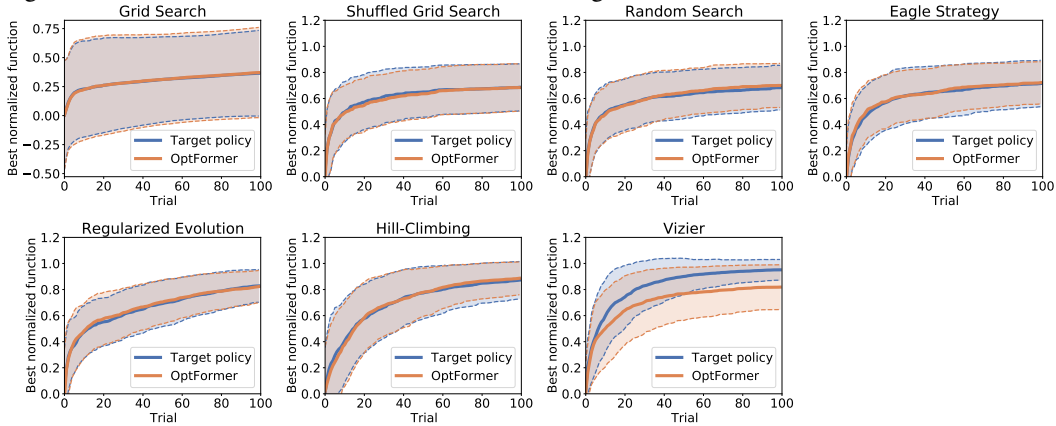 Grid Search
Shuffled Grid Search
Random Search
Eagle Strategy
Best normalized function
0.75
0.50
0.25
0.00
−0.25
−0.50
Target policy
OptFormer
0 20 40 60 80 100
Trial
Best normalized function
1.2
1.0
0.8
0.6
0.4
0.2
0.0
Target policy
OptFormer
0 20 40 60 80 100
Trial
Best normalized function
1.2
1.0
0.8
0.6
0.4
0.2
0.0
Target policy
OptFormer
0 20 40 60 80 100
Trial
Best normalized function
1.2
1.0
0.8
0.6
0.4
0.2
0.0
Target policy
OptFormer
0 20 40 60 80 100
Trial
Regularized Evolution
Hill-Climbing
Vizier
Best normalized function
1.2
1.0
0.8
0.6
0.4
0.2
0.0
Target policy
OptFormer
0 20 40 60 80 100
Trial
Best normalized function
1.2
1.0
0.8
0.6
0.4
0.2
0.0
Target policy
OptFormer
0 20 40 60 80 100
Trial
Best normalized function
1.2
1.0
0.8
0.6
0.4
0.2
0.0
Target policy
OptFormer
0 20 40 60 80 100
Trial